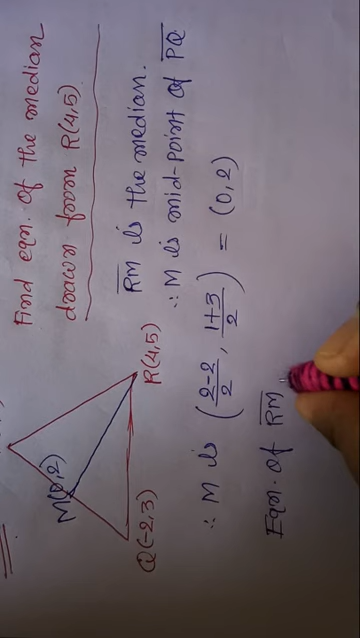 Find eqn. of the median
drawn from R(4,5)
M(0,2)
Q(-2,3)
R(4,5)
RM is the median.
∴ M is mid-point of PQ
∴ M is (2-2/2, 1+3/2) = (0,2)
Eqn. of RM